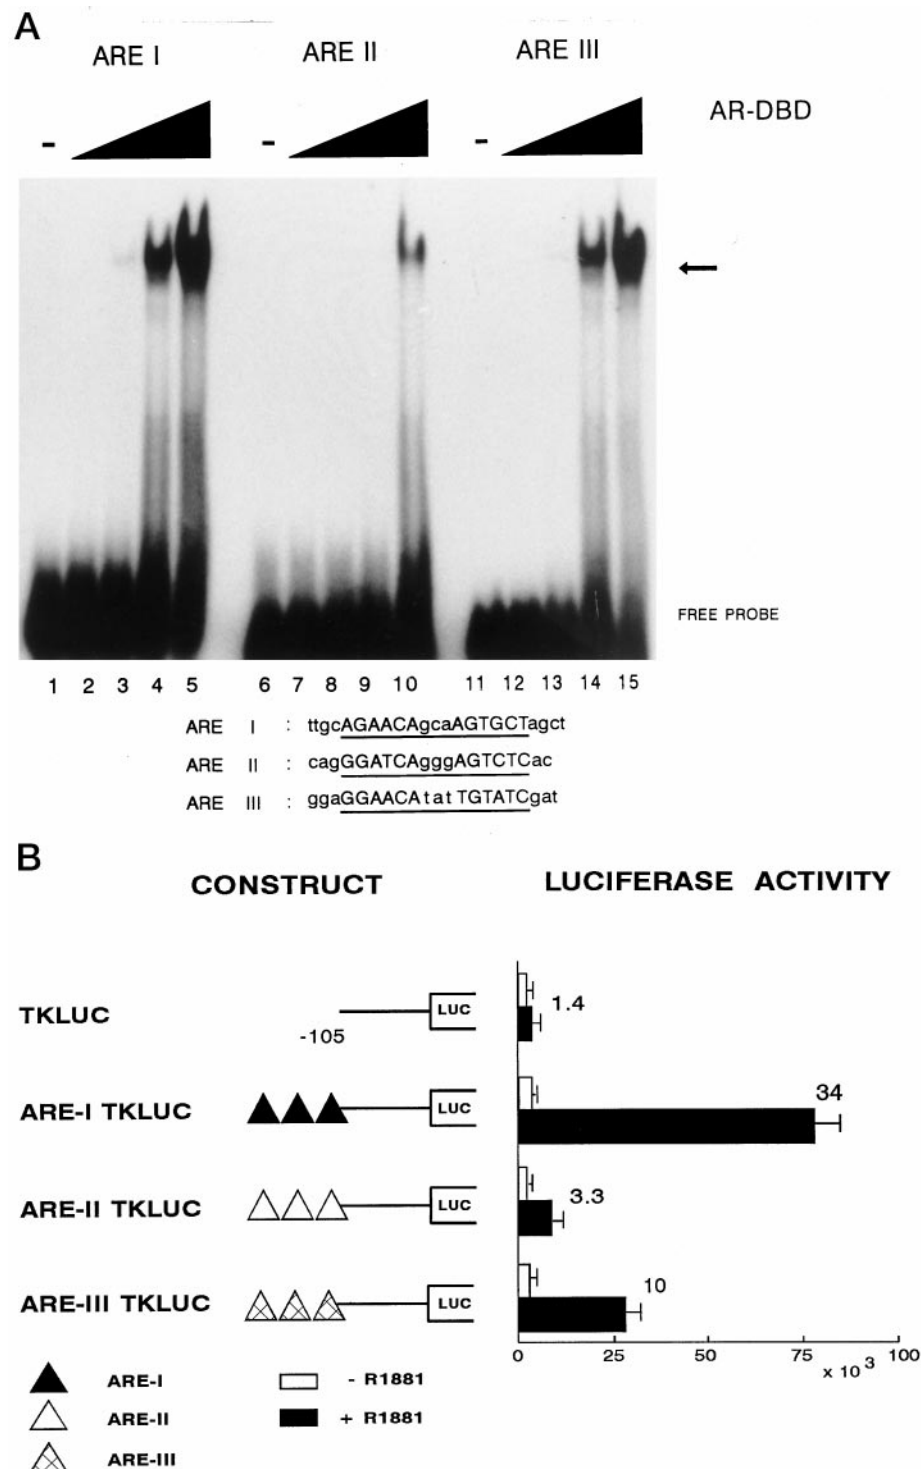 A
ARE I ARE II ARE III
AR-DBD
- - -
FREE PROBE
1 2 3 4 5 6 7 8 9 10 11 12 13 14 15
ARE I : ttgcAGAACAgcaAGTGCTagct
ARE II : cagGGATCAgggAGTCTCac
ARE III : ggaGGAACAtatTGTATCgat
B
CONSTRUCT LUCIFERASE ACTIVITY
TKLUC LUC 1.4
-105
ARE-I TKLUC LUC 34
ARE-II TKLUC LUC 3.3
ARE-III TKLUC LUC 10
0 25 50 75 100
x 10³
ARE-I - R1881
ARE-II + R1881
ARE-III